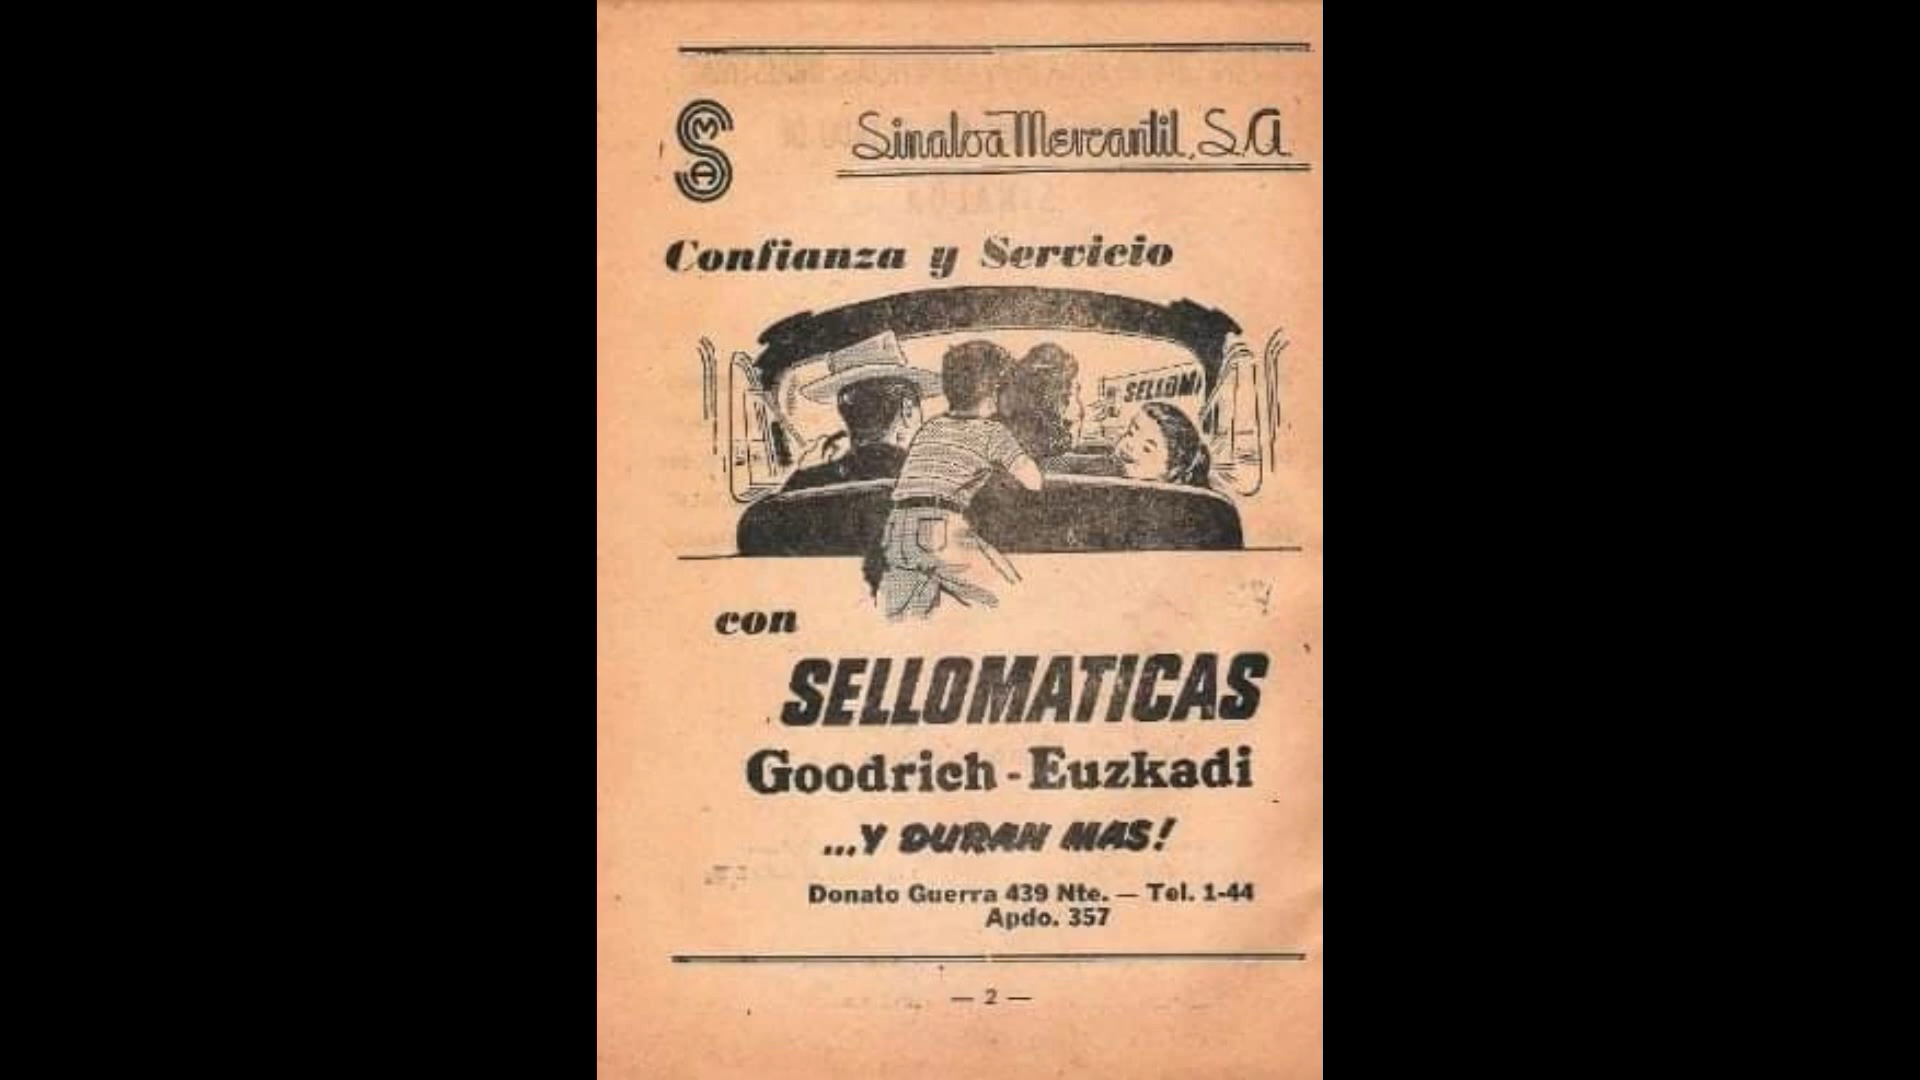 Sinaloa Mercantil, S.A.
Confianza y Servicio
SELLOMA
con
SELLOMATICAS
Goodrich - Euzkadi
...Y DURAN MAS!
Donato Guerra 439 Nte. — Tel. 1-44
Apdo. 357
— 2 —